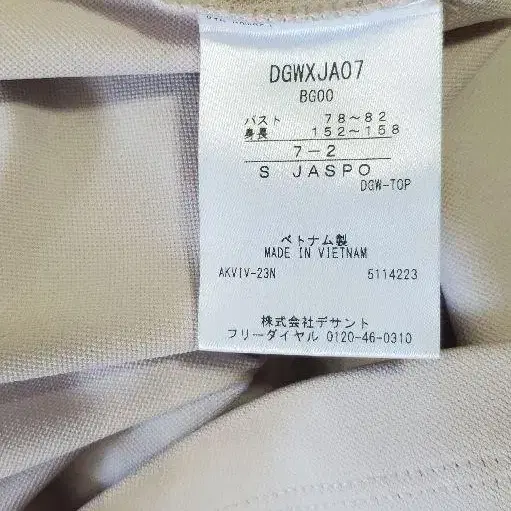 DGWXJA07
BG00
バスト 78～82
身長 152～158
7－2
S JASPO
DGW-TOP
ベトナム製
MADE IN VIETNAM
AKVIV-23N 5114223
株式会社デサント
フリーダイヤル 0120-46-0310